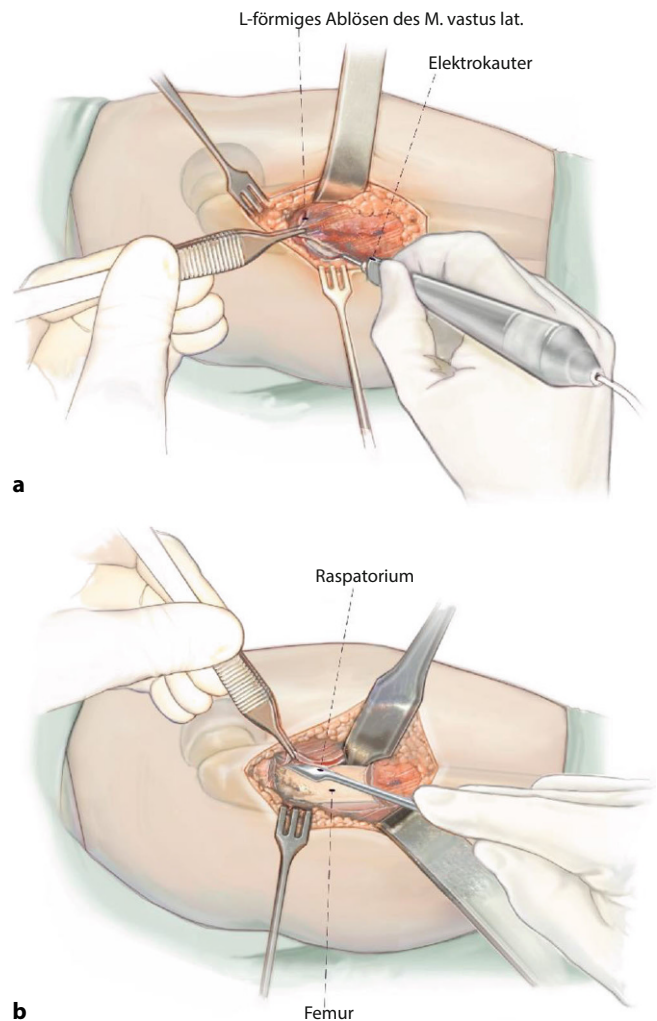 L-förmiges Ablösen des M. vastus lat.
Elektrokauter
a
Raspatorium
b
Femur